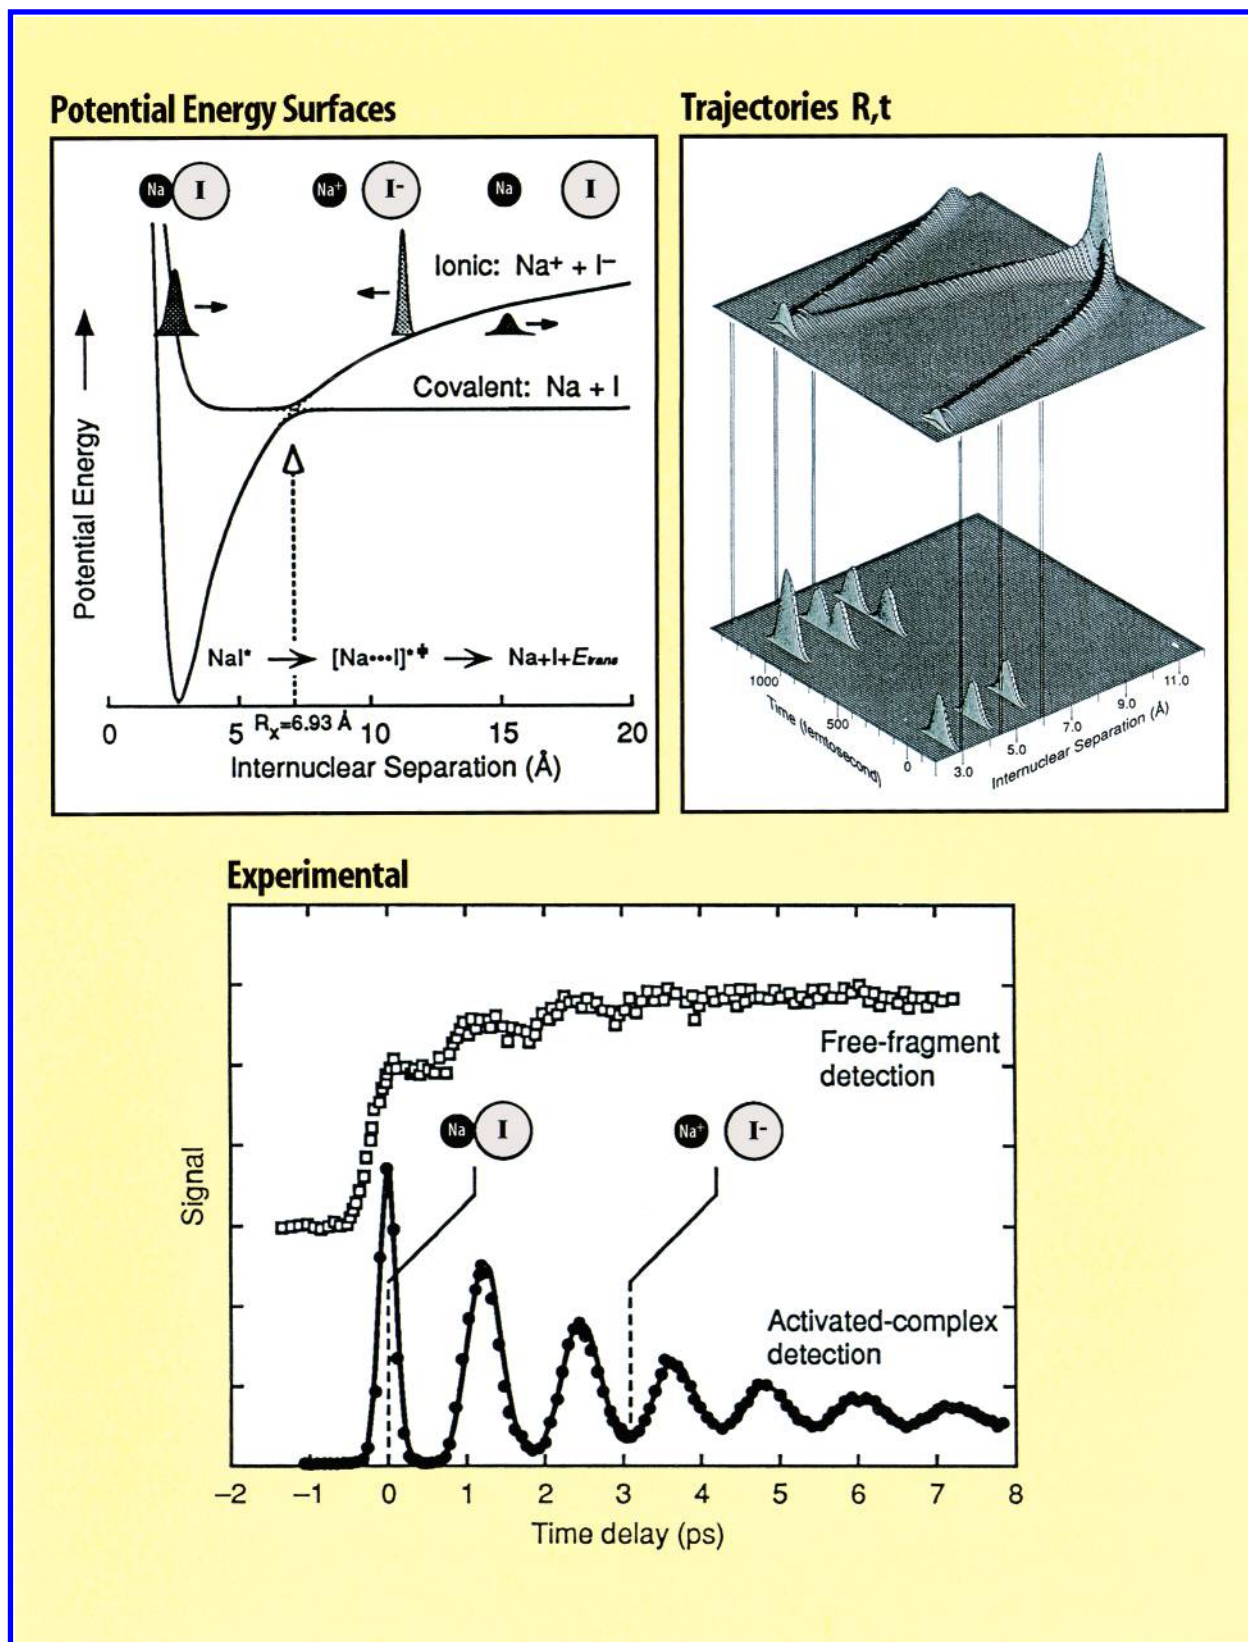 Potential Energy Surfaces
Na I Na⁺ I⁻ Na I
Ionic: Na⁺ + I⁻
Covalent: Na + I
Potential Energy
NaI* → [Na•••I]*‡ → Na+I+Etrans
Rx=6.93 Å
0 5 10 15 20
Internuclear Separation (Å)
Trajectories R,t
1000
500
0
Time (femtosecond)
3.0
5.0
7.0
9.0
11.0
Internuclear Separation (Å)
Experimental
Free-fragment
detection
Na I Na⁺ I⁻
Signal
Activated-complex
detection
–2 –1 0 1 2 3 4 5 6 7 8
Time delay (ps)